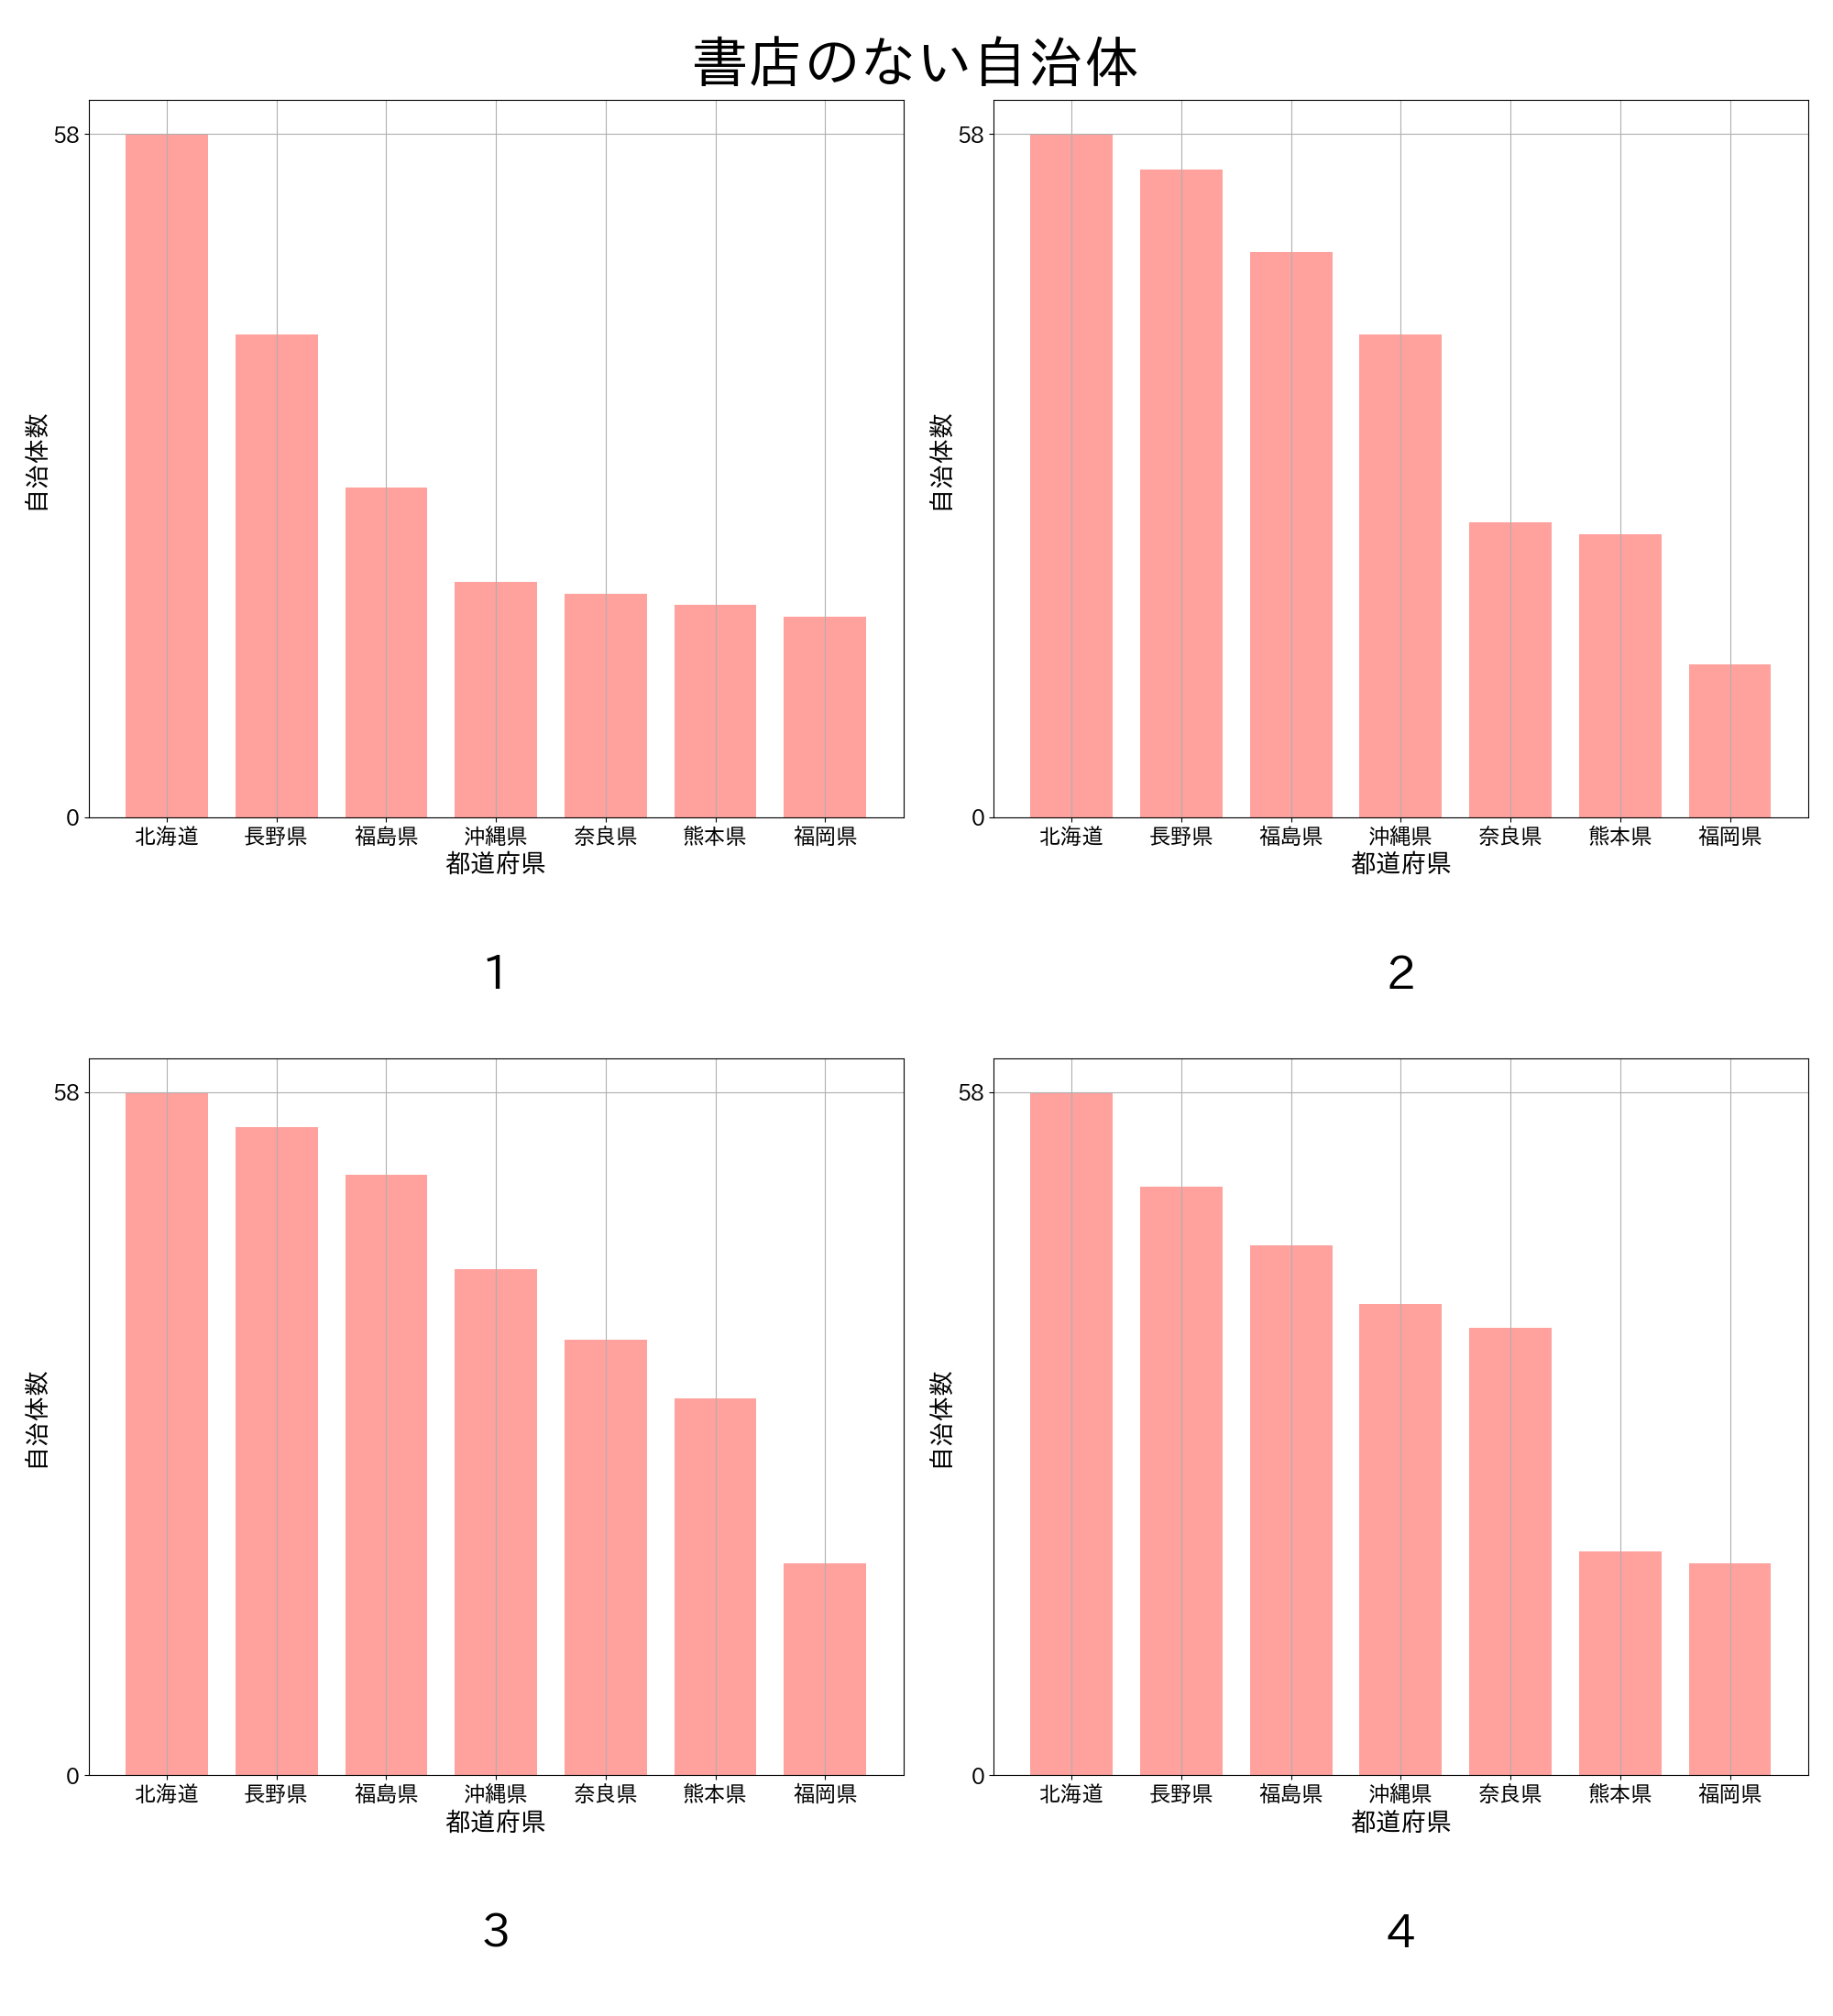 書店のない自治体
58
0
自治体数
北海道 長野県 福島県 沖縄県 奈良県 熊本県 福岡県
都道府県
1
58
0
自治体数
北海道 長野県 福島県 沖縄県 奈良県 熊本県 福岡県
都道府県
2
58
0
自治体数
北海道 長野県 福島県 沖縄県 奈良県 熊本県 福岡県
都道府県
3
58
0
自治体数
北海道 長野県 福島県 沖縄県 奈良県 熊本県 福岡県
都道府県
4